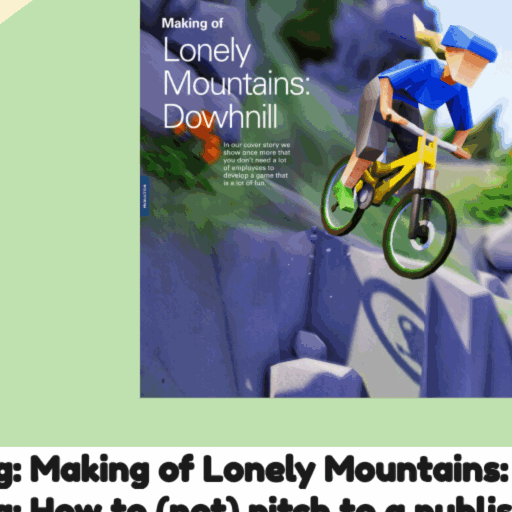 Making of
Lonely
Mountains:
Dowhnill
In our cover story we
show once more that
you don't need a lot
of employees to
develop a game that
is a lot of fun.
g: Making of Lonely Mountains:
g: How to (not) pitch to a publis